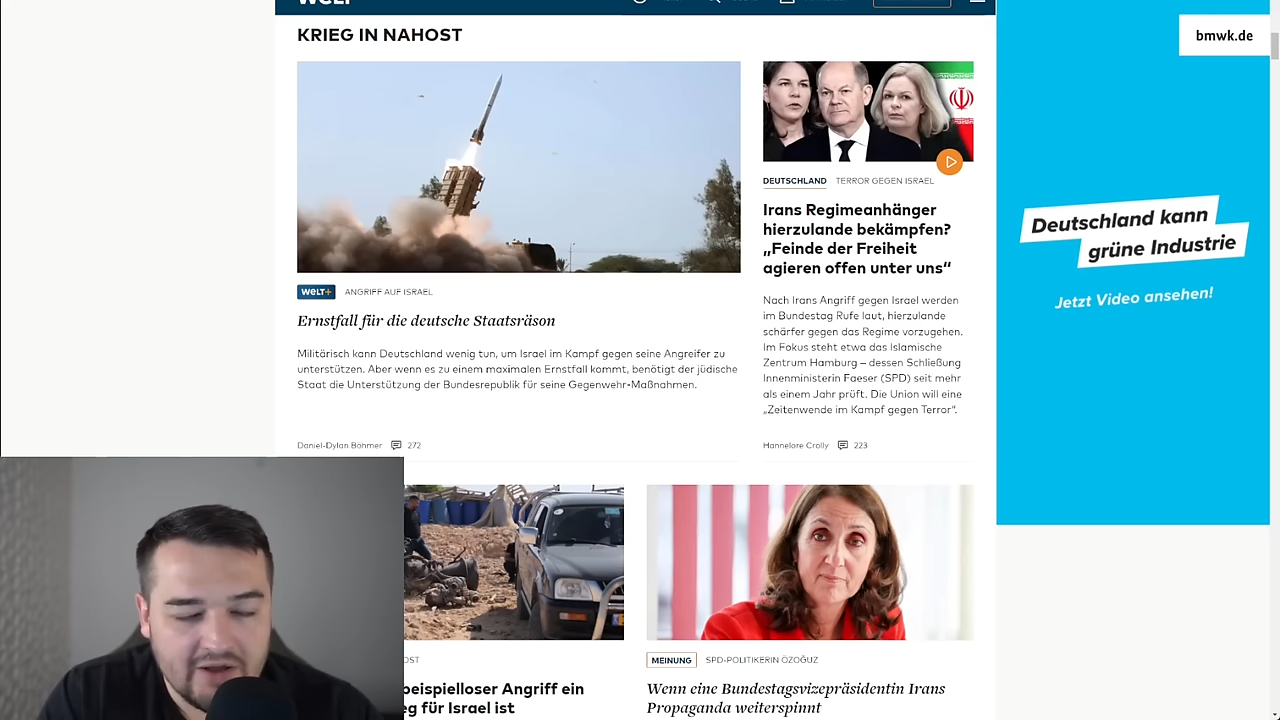 WELT
KRIEG IN NAHOST
WELT+ ANGRIFF AUF ISRAEL
Ernstfall für die deutsche Staatsräson
Militärisch kann Deutschland wenig tun, um Israel im Kampf gegen seine Angreifer zu
unterstützen. Aber wenn es zu einem maximalen Ernstfall kommt, benötigt der jüdische
Staat die Unterstützung der Bundesrepublik für seine Gegenwehr-Maßnahmen.
Daniel-Dylan Böhmer 272
DEUTSCHLAND TERROR GEGEN ISRAEL
Irans Regimeanhänger
hierzulande bekämpfen?
„Feinde der Freiheit
agieren offen unter uns“
Nach Irans Angriff gegen Israel werden
im Bundestag Rufe laut, hierzulande
schärfer gegen das Regime vorzugehen.
Im Fokus steht etwa das Islamische
Zentrum Hamburg – dessen Schließung
Innenministerin Faeser (SPD) seit mehr
als einem Jahr prüft. Die Union will eine
„Zeitenwende im Kampf gegen Terror“.
Hannelore Crolly 223
OST
beispielloser Angriff ein
eg für Israel ist
MEINUNG SPD-POLITIKERIN ÖZOĞUZ
Wenn eine Bundestagsvizepräsidentin Irans
Propaganda weiterspinnt
bmwk.de
Deutschland kann
grüne Industrie
Jetzt Video ansehen!